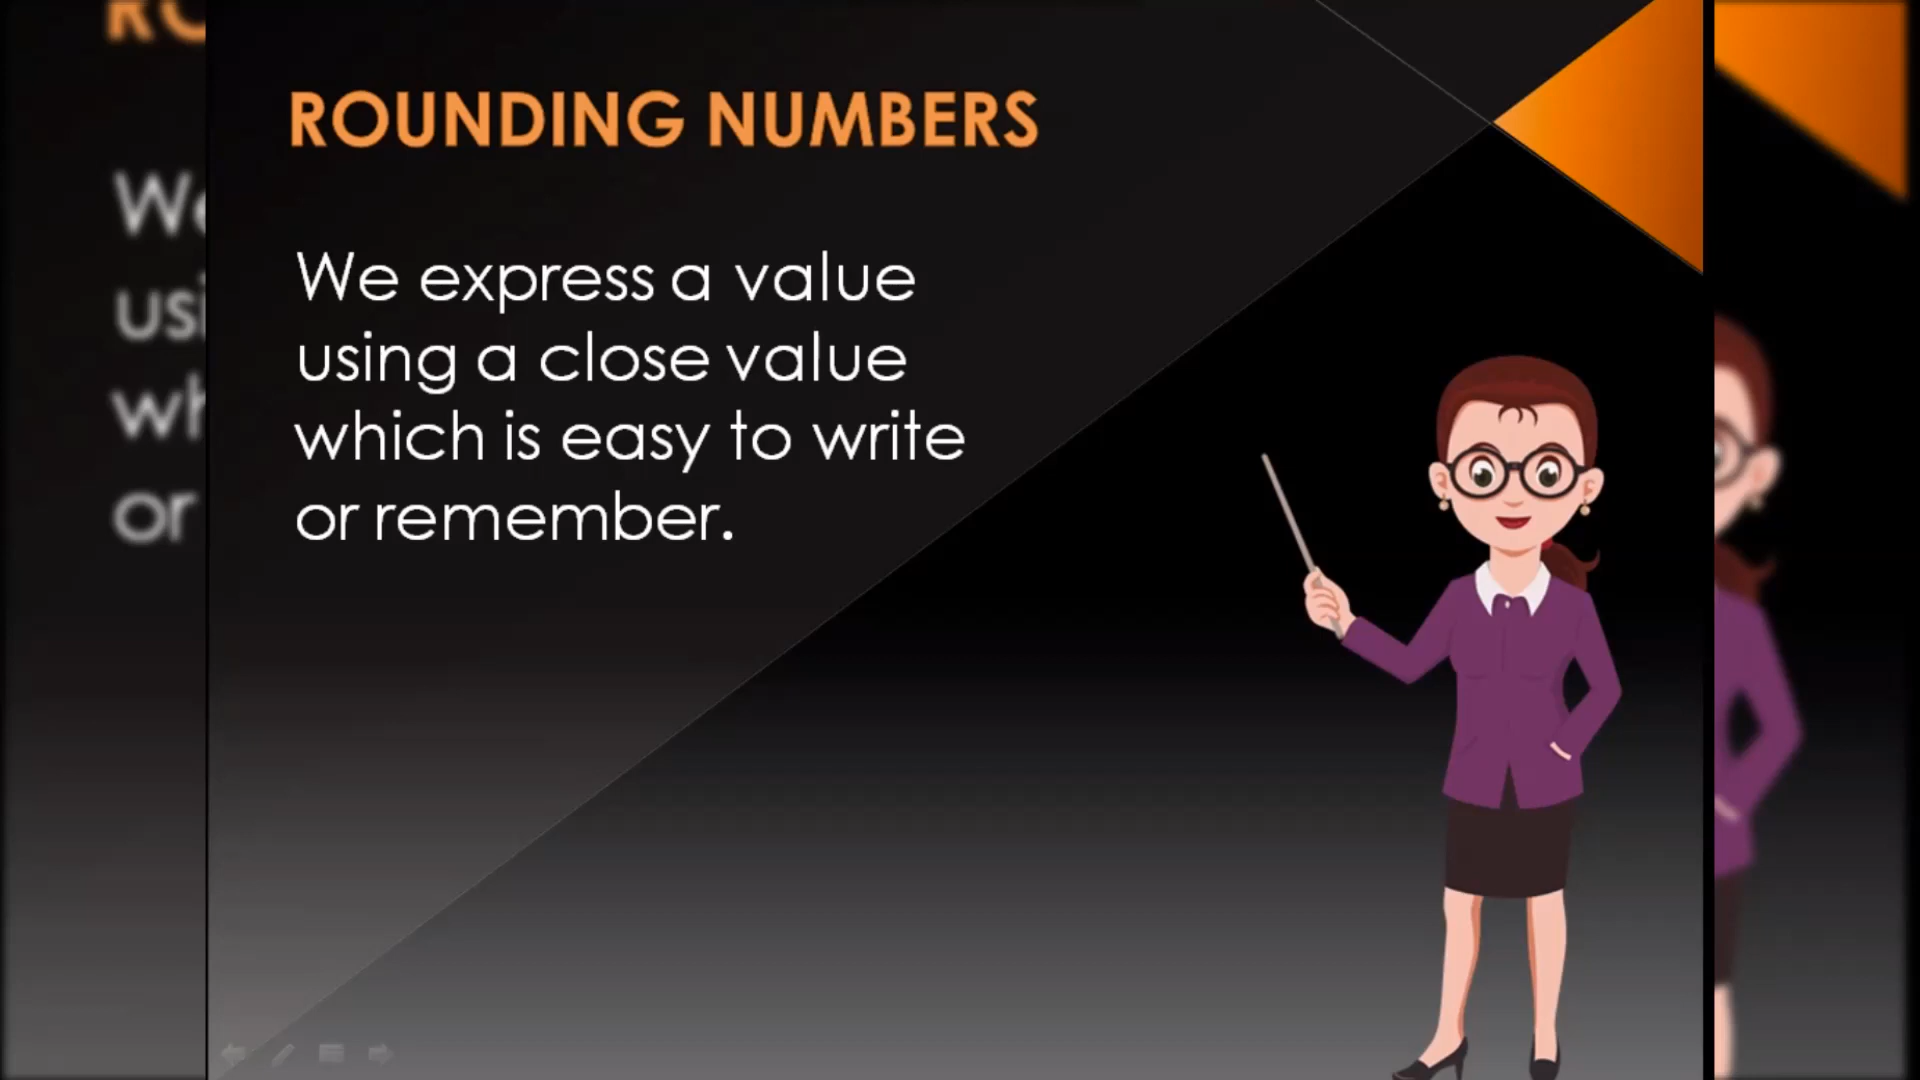 ROUNDING NUMBERS
We express a value
using a close value
which is easy to write
or remember.